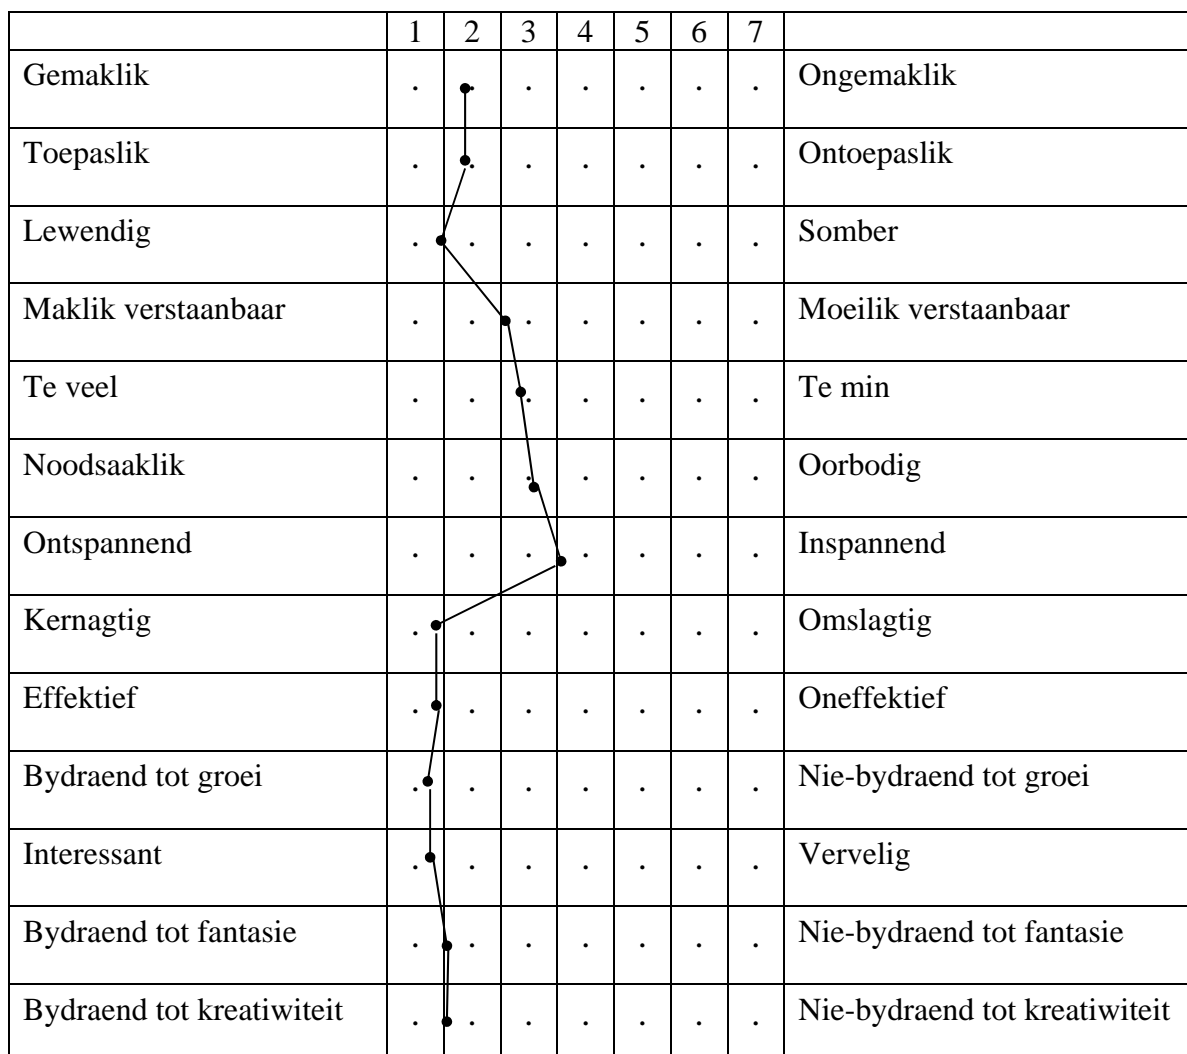 1 2 3 4 5 6 7
Gemaklik . . . . . . . Ongemaklik
Toepaslik . . . . . . . Ontoepaslik
Lewendig . . . . . . . Somber
Maklik verstaanbaar . . . . . . . Moeilik verstaanbaar
Te veel . . . . . . . Te min
Noodsaaklik . . . . . . . Oorbodig
Ontspannend . . . . . . . Inspannend
Kernagtig . . . . . . . Omslagtig
Effektief . . . . . . . Oneffektief
Bydraend tot groei . . . . . . . Nie-bydraend tot groei
Interessant . . . . . . . Vervelig
Bydraend tot fantasie . . . . . . . Nie-bydraend tot fantasie
Bydraend tot kreatiwiteit . . . . . . . Nie-bydraend tot kreatiwiteit